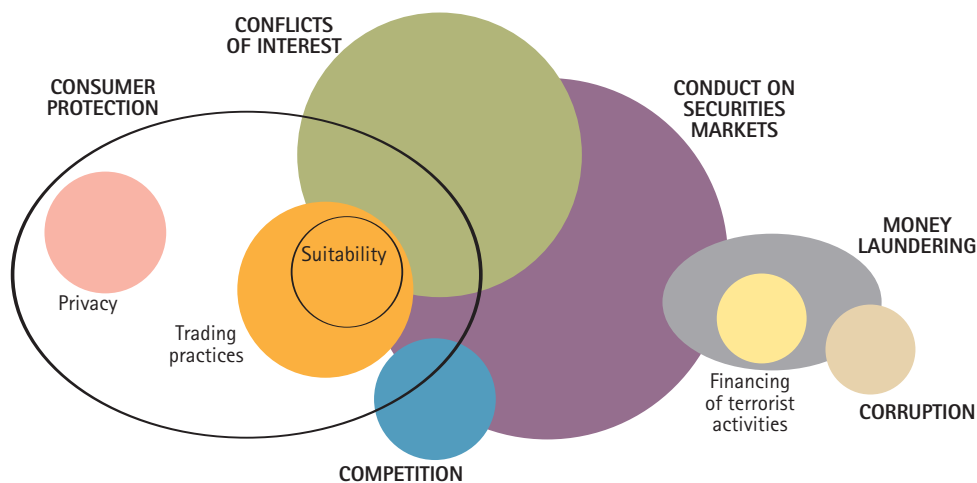 CONFLICTS
OF INTEREST
CONSUMER
PROTECTION
CONDUCT ON
SECURITIES
MARKETS
MONEY
LAUNDERING
Suitability
Privacy
Trading
practices
Financing
of terrorist
activities
CORRUPTION
COMPETITION